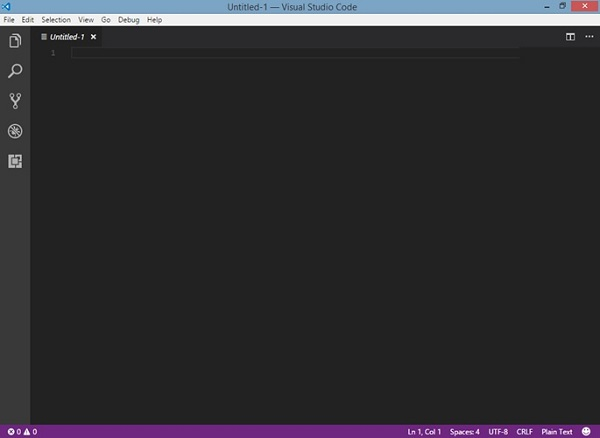 Untitled-1 — Visual Studio Code
File Edit Selection View Go Debug Help
Untitled-1
1
0 0 Ln 1, Col 1 Spaces: 4 UTF-8 CRLF Plain Text